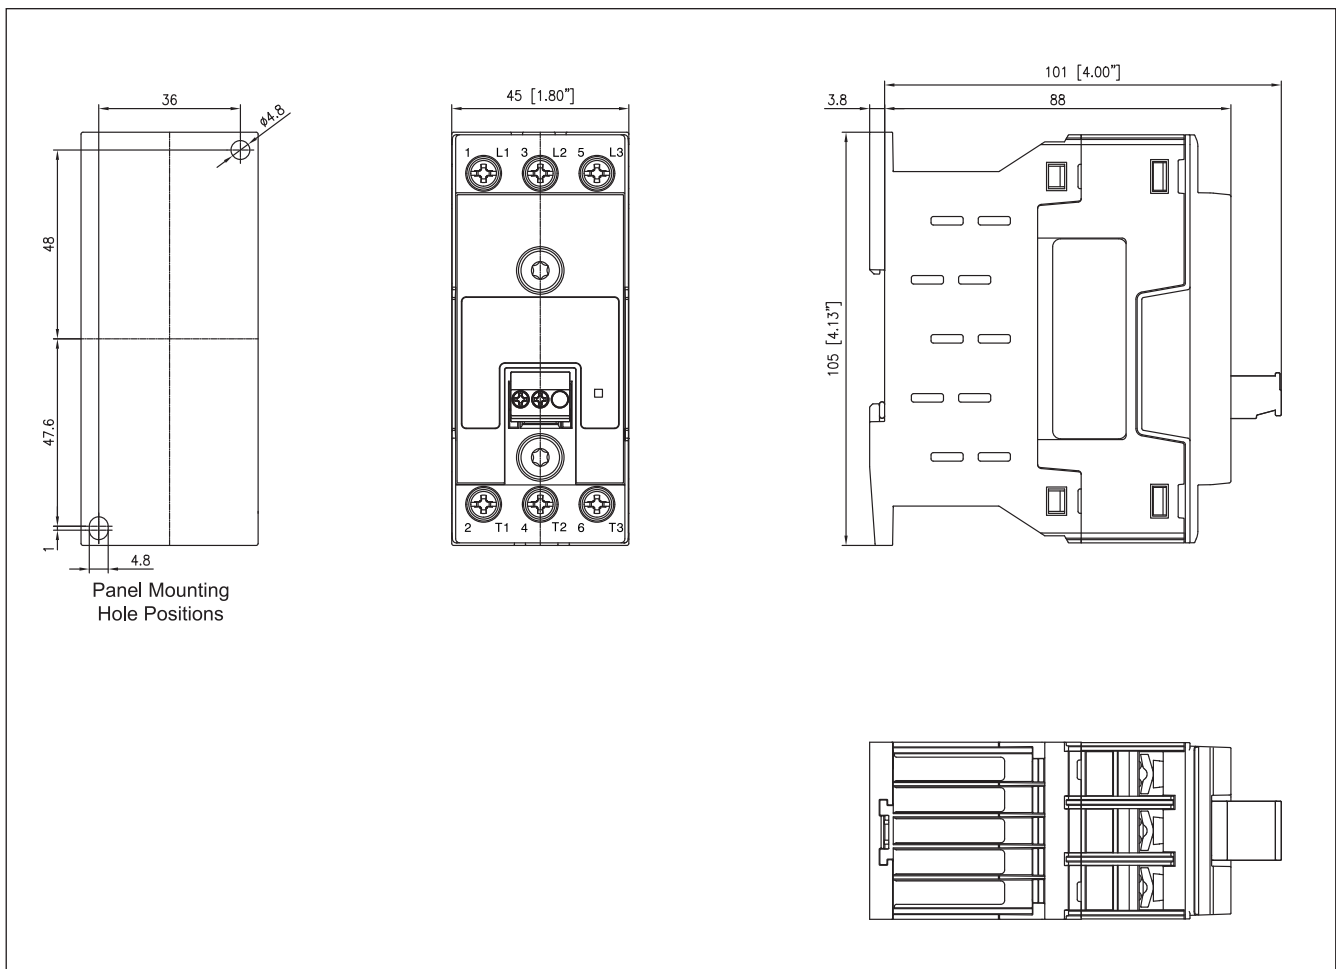 36
ø4.8
48
47.6
1
4.8
Panel Mounting
Hole Positions
45 [1.80”]
1 L1 3 L2 5 L3
2 T1 4 T2 6 T3
101 [4.00”]
3.8 88
105 [4.13”]